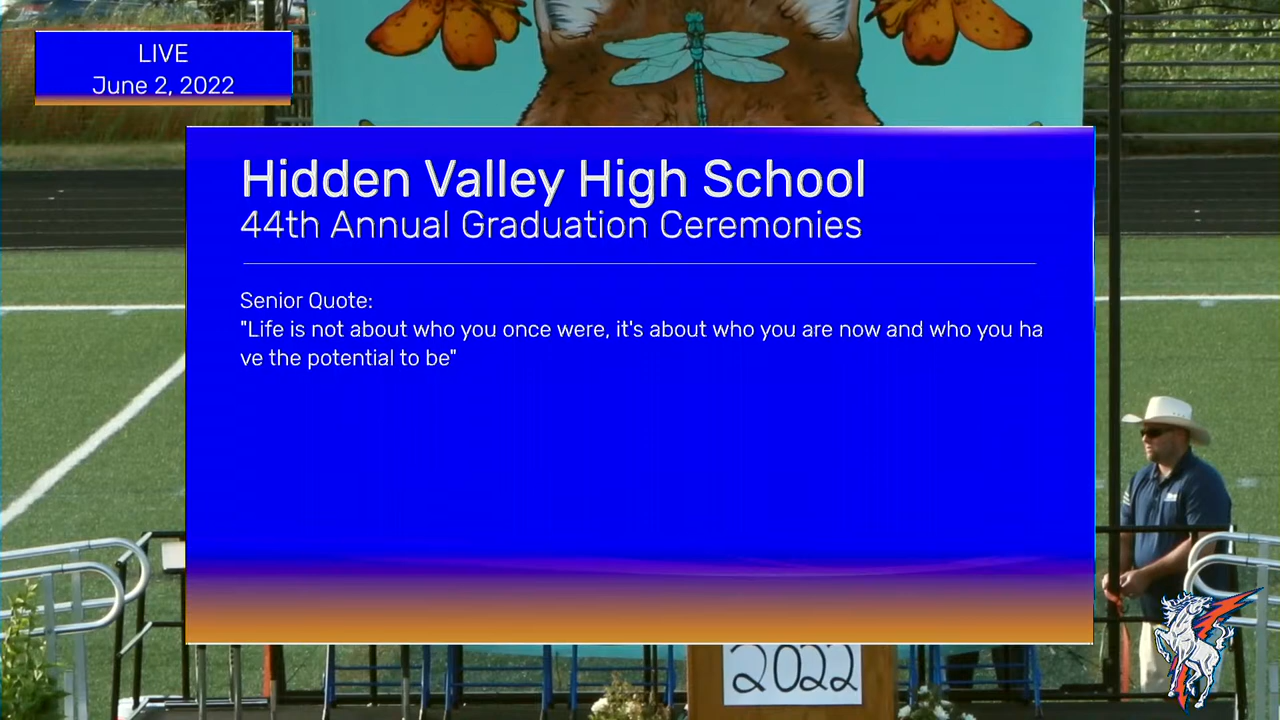 LIVE
June 2, 2022
Hidden Valley High School
44th Annual Graduation Ceremonies
Senior Quote:
"Life is not about who you once were, it's about who you are now and who you ha
ve the potential to be"
2022